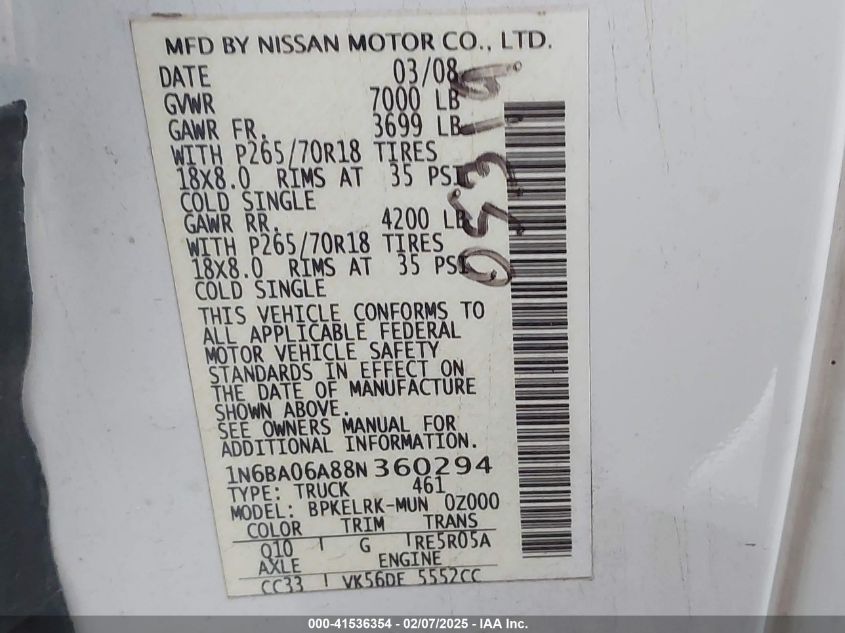 MFD BY NISSAN MOTOR CO., LTD.
DATE 03/08
GVWR 7000 LB
GAWR FR. 3699 LB
WITH P265/70R18 TIRES
18X8.0 RIMS AT 35 PSI
COLD SINGLE
GAWR RR. 4200 LB
WITH P265/70R18 TIRES
18X8.0 RIMS AT 35 PSI
COLD SINGLE
THIS VEHICLE CONFORMS TO
ALL APPLICABLE FEDERAL
MOTOR VEHICLE SAFETY
STANDARDS IN EFFECT ON
THE DATE OF MANUFACTURE
SHOWN ABOVE.
SEE OWNERS MANUAL FOR
ADDITIONAL INFORMATION.
1N6BA06A88N360294
TYPE: TRUCK 461
MODEL: BPKELRK-MUN 0Z000
COLOR TRIM TRANS
Q10 G RE5R05A
AXLE ENGINE
CC33 VK56DE 5552CC
000-41536354 - 02/07/2025 - IAA Inc.